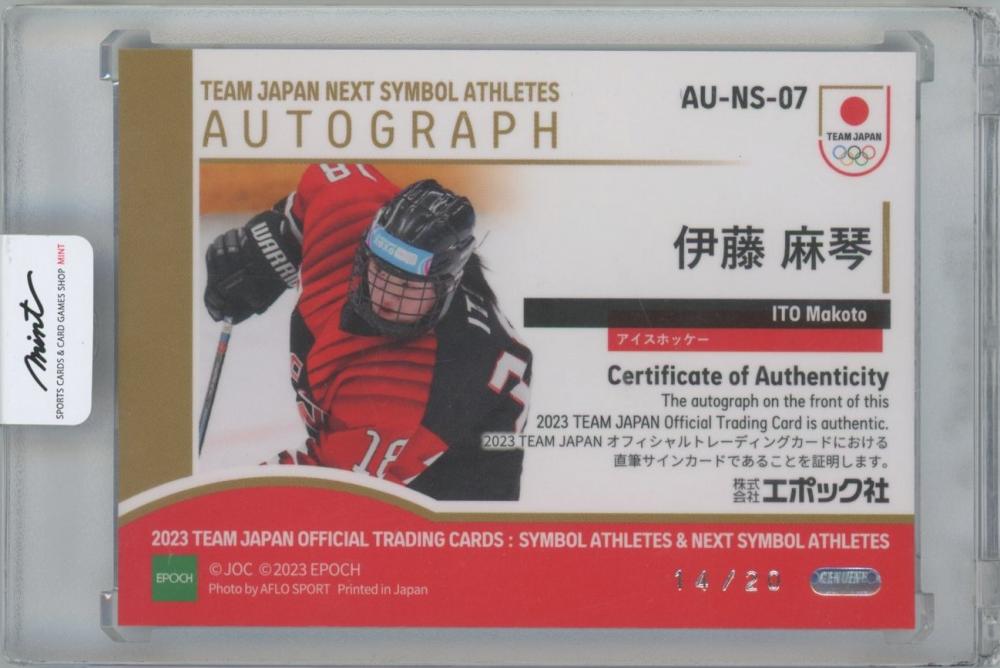 TEAM JAPAN NEXT SYMBOL ATHLETES
AUTOGRAPH
AU-NS-07
TEAM JAPAN
18
WARRI
IT
18
伊藤 麻琴
ITO Makoto
アイスホッケー
Certificate of Authenticity
The autograph on the front of this
2023 TEAM JAPAN Official Trading Card is authentic.
2023 TEAM JAPAN オフィシャルトレーディングカードにおける
直筆サインカードであることを証明します。
株式会社エポック社
mint
SPORTS CARDS & CARD GAMES SHOP MINT
2023 TEAM JAPAN OFFICIAL TRADING CARDS : SYMBOL ATHLETES & NEXT SYMBOL ATHLETES
EPOCH
© JOC © 2023 EPOCH
Photo by AFLO SPORT Printed in Japan
14/20
GENUINE